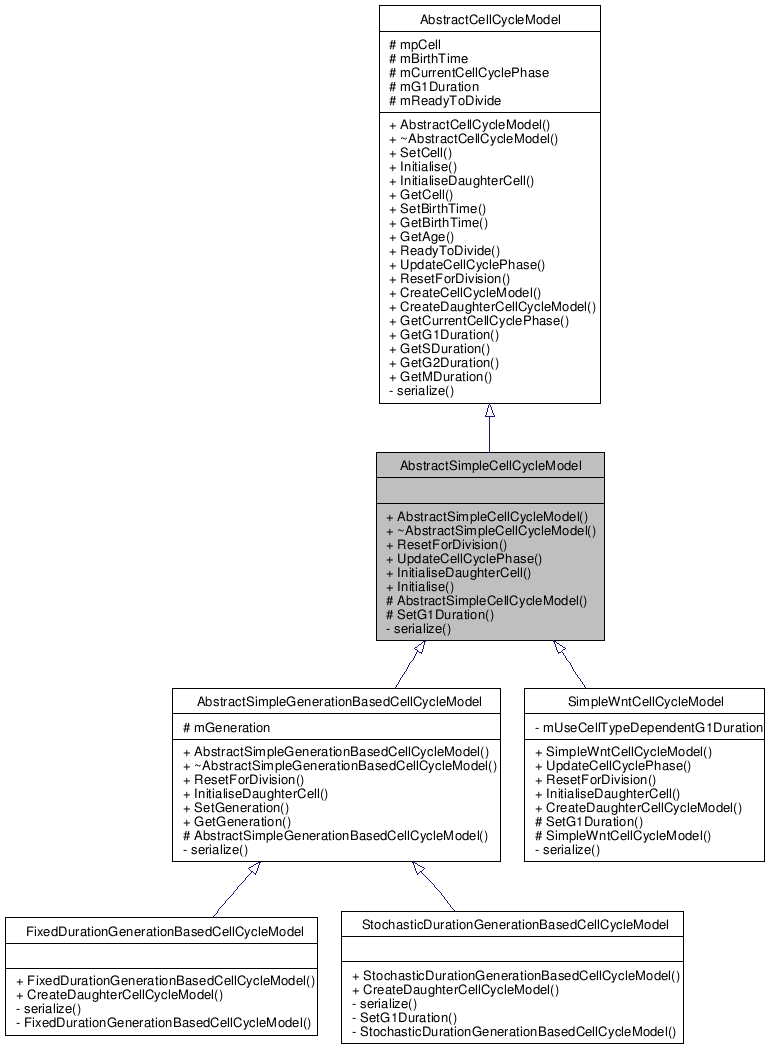 AbstractCellCycleModel
# mpCell
# mBirthTime
# mCurrentCellCyclePhase
# mG1Duration
# mReadyToDivide
+ AbstractCellCycleModel()
+ ~AbstractCellCycleModel()
+ SetCell()
+ Initialise()
+ InitialiseDaughterCell()
+ GetCell()
+ SetBirthTime()
+ GetBirthTime()
+ GetAge()
+ ReadyToDivide()
+ UpdateCellCyclePhase()
+ ResetForDivision()
+ CreateCellCycleModel()
+ CreateDaughterCellCycleModel()
+ GetCurrentCellCyclePhase()
+ GetG1Duration()
+ GetSDuration()
+ GetG2Duration()
+ GetMDuration()
- serialize()
AbstractSimpleCellCycleModel
+ AbstractSimpleCellCycleModel()
+ ~AbstractSimpleCellCycleModel()
+ ResetForDivision()
+ UpdateCellCyclePhase()
+ InitialiseDaughterCell()
+ Initialise()
# AbstractSimpleCellCycleModel()
# SetG1Duration()
- serialize()
AbstractSimpleGenerationBasedCellCycleModel
# mGeneration
+ AbstractSimpleGenerationBasedCellCycleModel()
+ ~AbstractSimpleGenerationBasedCellCycleModel()
+ ResetForDivision()
+ InitialiseDaughterCell()
+ SetGeneration()
+ GetGeneration()
# AbstractSimpleGenerationBasedCellCycleModel()
- serialize()
SimpleWntCellCycleModel
- mUseCellTypeDependentG1Duration
+ SimpleWntCellCycleModel()
+ UpdateCellCyclePhase()
+ ResetForDivision()
+ InitialiseDaughterCell()
+ CreateDaughterCellCycleModel()
# SetG1Duration()
# SimpleWntCellCycleModel()
- serialize()
FixedDurationGenerationBasedCellCycleModel
+ FixedDurationGenerationBasedCellCycleModel()
+ CreateDaughterCellCycleModel()
- serialize()
- FixedDurationGenerationBasedCellCycleModel()
StochasticDurationGenerationBasedCellCycleModel
+ StochasticDurationGenerationBasedCellCycleModel()
+ CreateDaughterCellCycleModel()
- serialize()
- SetG1Duration()
- StochasticDurationGenerationBasedCellCycleModel()